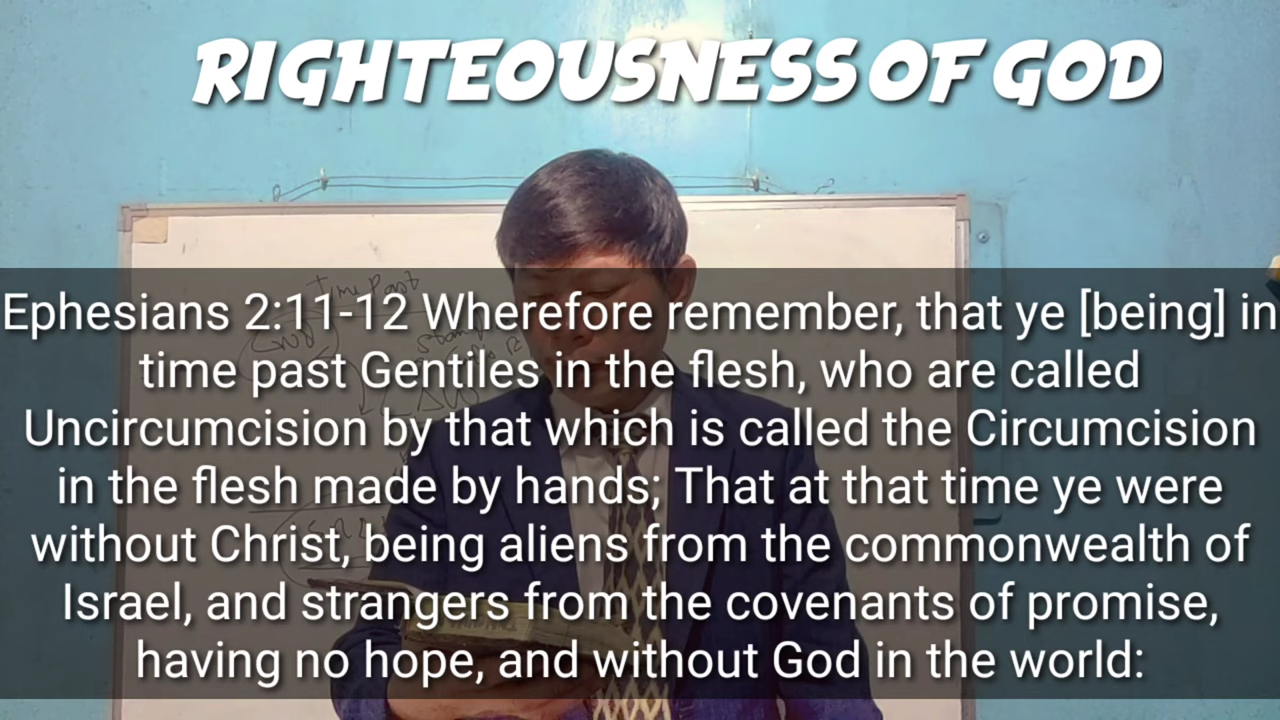 RIGHTEOUSNESS OF GOD
time past
Ephesians 2:11-12 Wherefore remember, that ye [being] in
time past Gentiles in the flesh, who are called
Uncircumcision by that which is called the Circumcision
in the flesh made by hands; That at that time ye were
without Christ, being aliens from the commonwealth of
Israel, and strangers from the covenants of promise,
having no hope, and without God in the world: